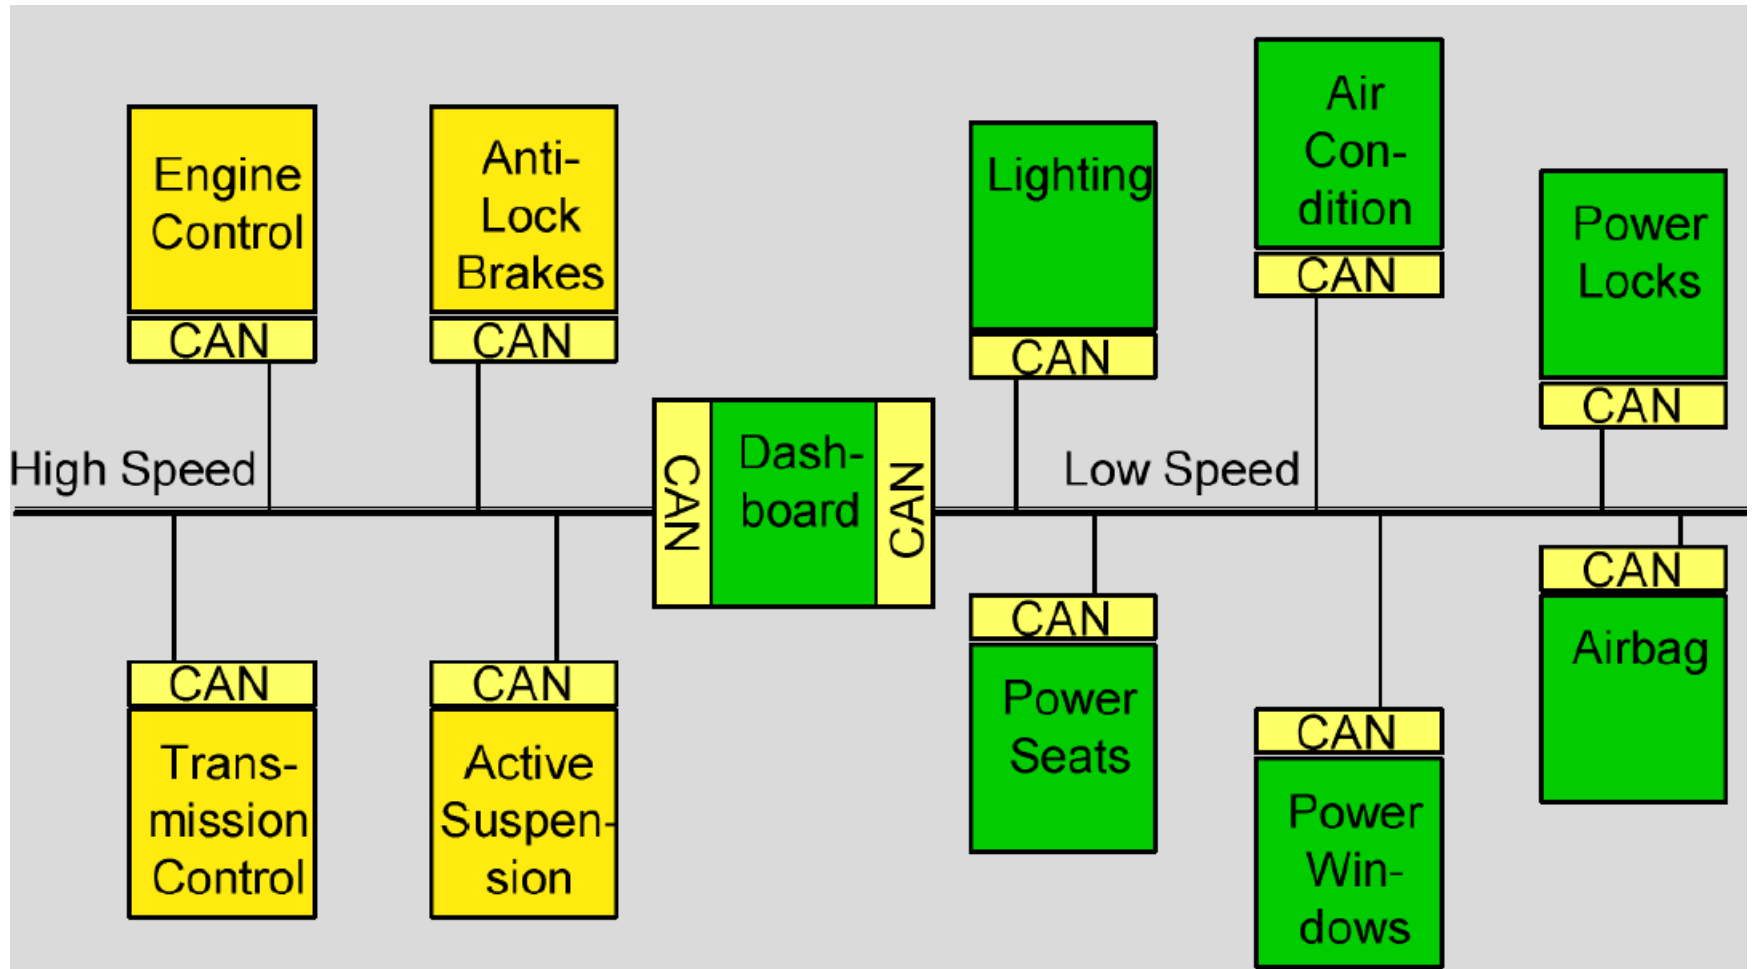 Engine
Control
CAN
Anti-
Lock
Brakes
CAN
Lighting
CAN
Air
Con-
dition
CAN
Power
Locks
CAN
High Speed
CAN
Dash-
board
CAN
Low Speed
CAN
Trans-
mission
Control
CAN
Active
Suspen-
sion
CAN
Power
Seats
CAN
Power
Win-
dows
CAN
Airbag